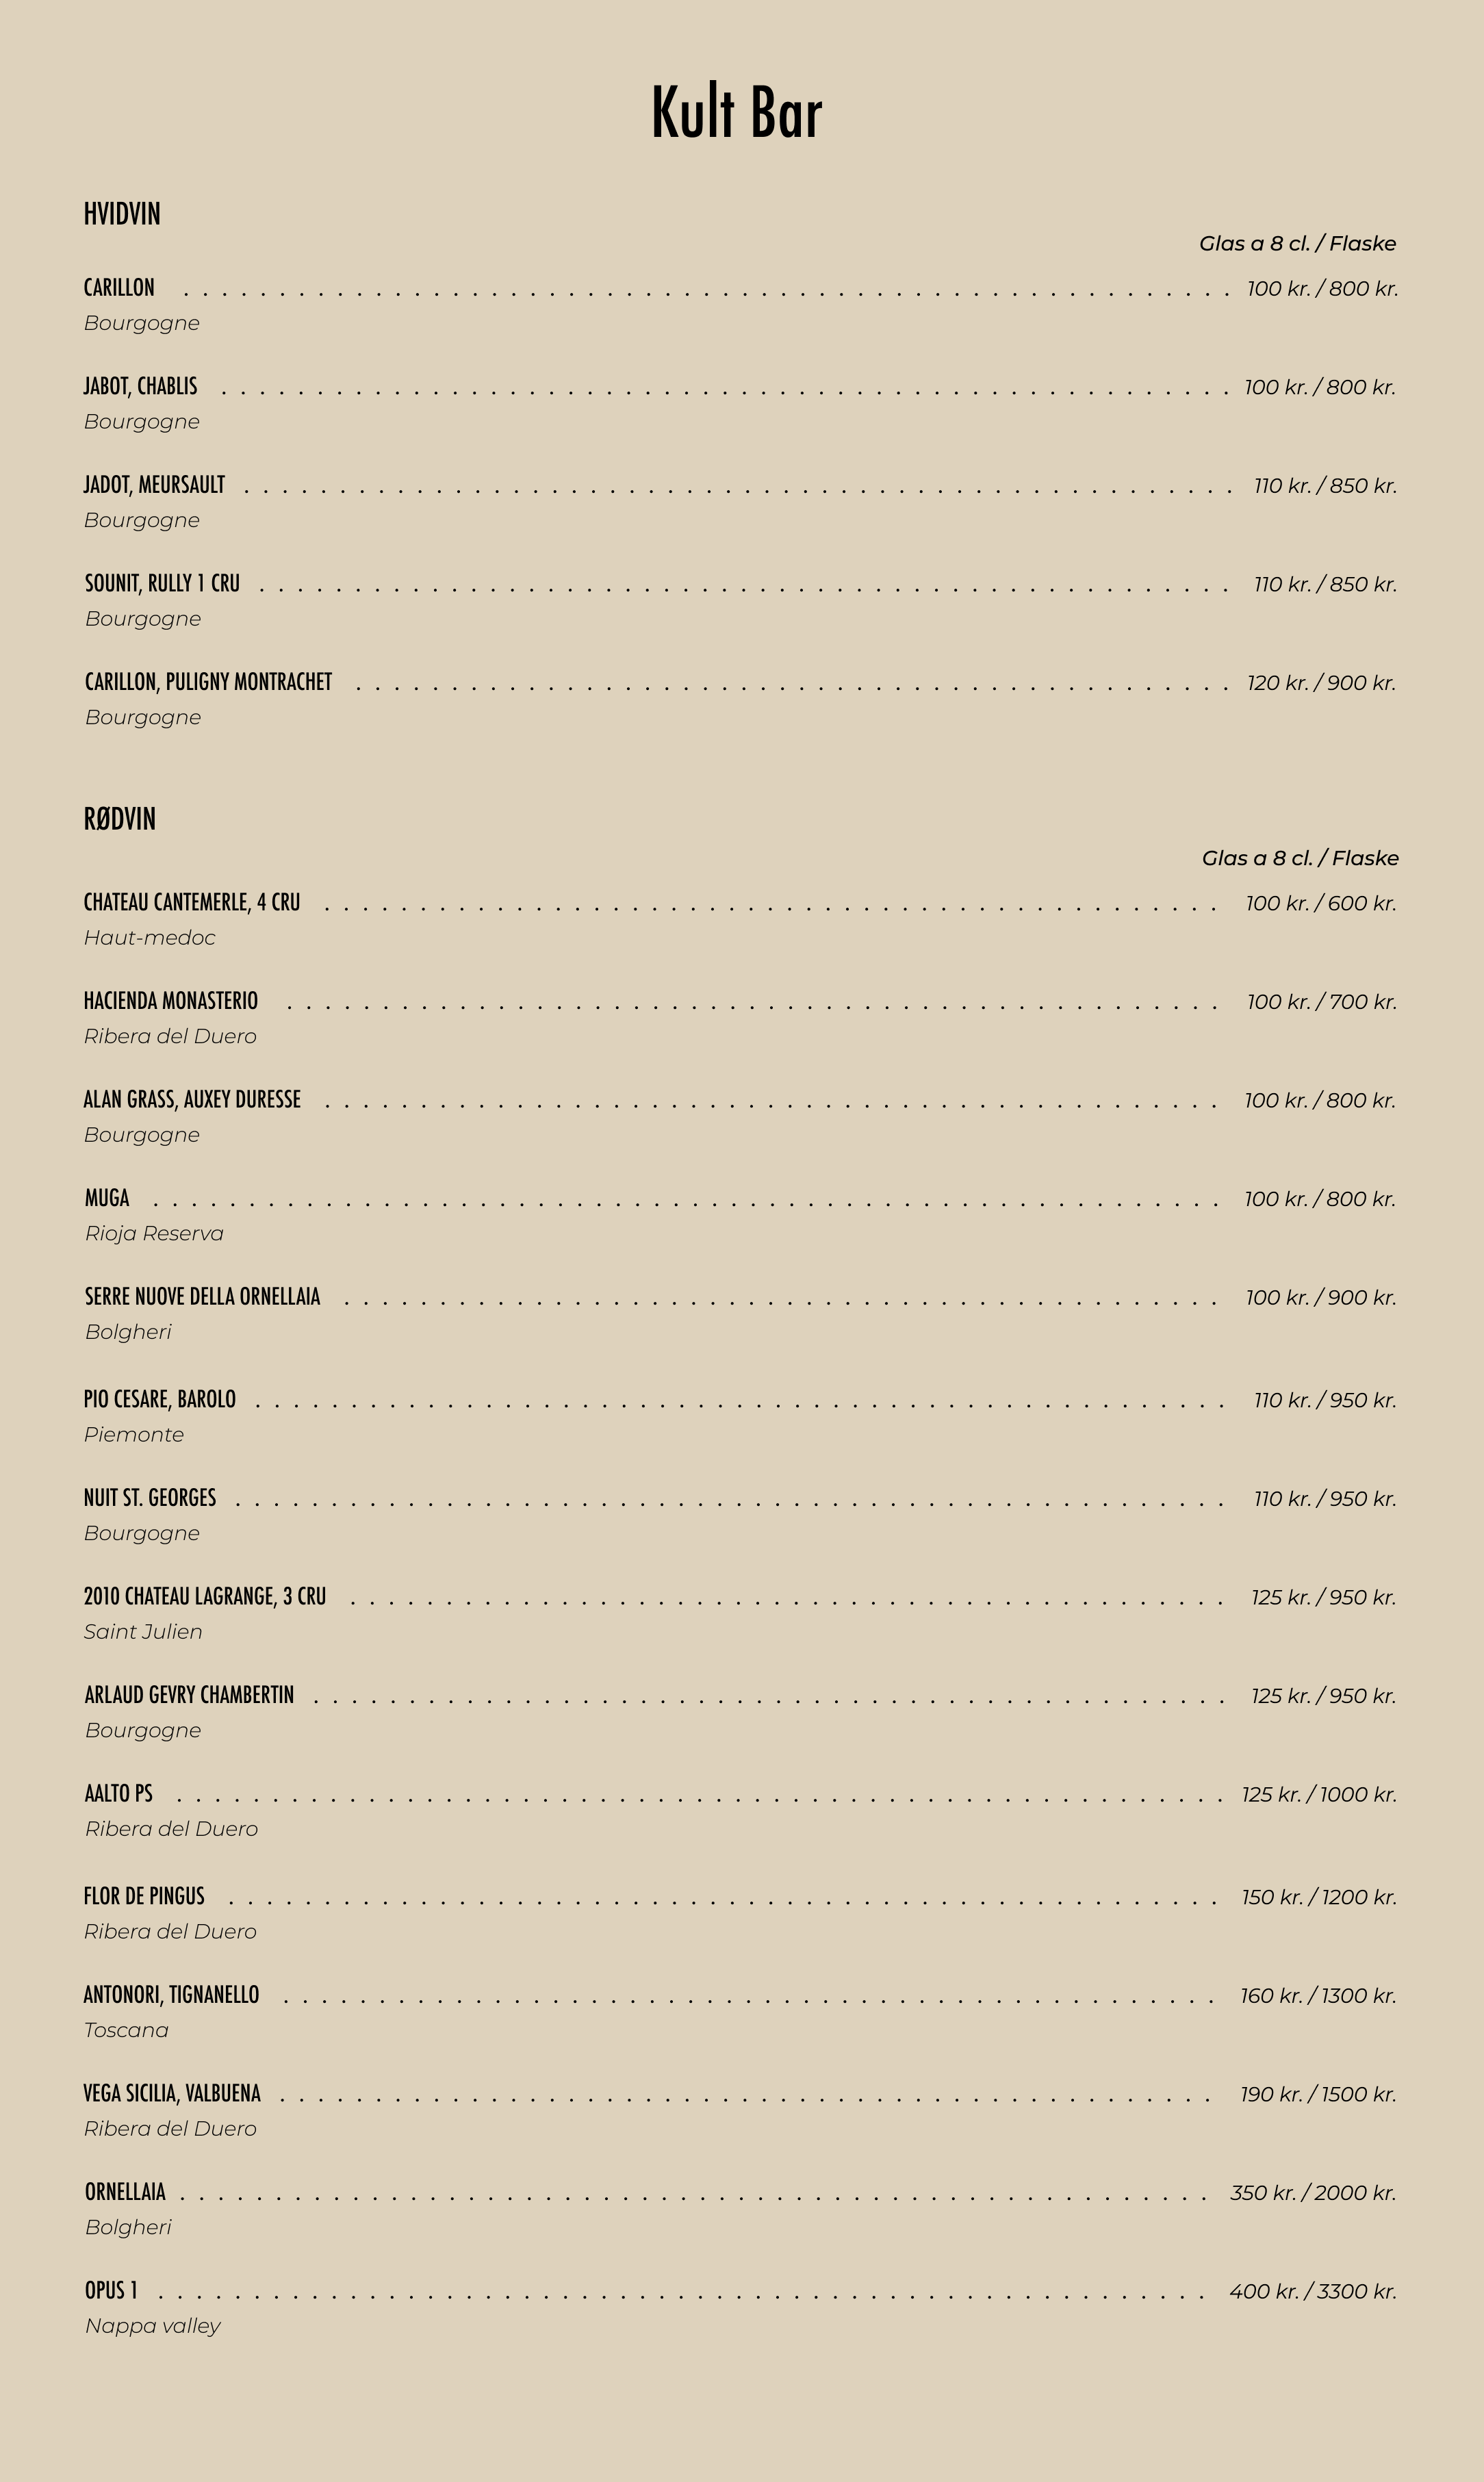 Kult Bar
HVIDVIN
Glas a 8 cl. / Flaske
CARILLON . . . . . . . . . . . . . . . . . . . . . . . . . . . . . . . . . . . . . . . . . . . . . . . . . . . . . . . 100 kr. / 800 kr.
Bourgogne
JABOT, CHABLIS . . . . . . . . . . . . . . . . . . . . . . . . . . . . . . . . . . . . . . . . . . . . . . . . . . . . . 100 kr. / 800 kr.
Bourgogne
JADOT, MEURSAULT . . . . . . . . . . . . . . . . . . . . . . . . . . . . . . . . . . . . . . . . . . . . . . . . . . . . 110 kr. / 850 kr.
Bourgogne
SOUNIT, RULLY 1 CRU . . . . . . . . . . . . . . . . . . . . . . . . . . . . . . . . . . . . . . . . . . . . . . . . . . . 110 kr. / 850 kr.
Bourgogne
CARILLON, PULIGNY MONTRACHET . . . . . . . . . . . . . . . . . . . . . . . . . . . . . . . . . . . . . . . . . . . . . . 120 kr. / 900 kr.
Bourgogne
RØDVIN
Glas a 8 cl. / Flaske
CHATEAU CANTEMERLE, 4 CRU . . . . . . . . . . . . . . . . . . . . . . . . . . . . . . . . . . . . . . . . . . . . . . . 100 kr. / 600 kr.
Haut-medoc
HACIENDA MONASTERIO . . . . . . . . . . . . . . . . . . . . . . . . . . . . . . . . . . . . . . . . . . . . . . . . . 100 kr. / 700 kr.
Ribera del Duero
ALAN GRASS, AUXEY DURESSE . . . . . . . . . . . . . . . . . . . . . . . . . . . . . . . . . . . . . . . . . . . . . . . 100 kr. / 800 kr.
Bourgogne
MUGA . . . . . . . . . . . . . . . . . . . . . . . . . . . . . . . . . . . . . . . . . . . . . . . . . . . . . . . . 100 kr. / 800 kr.
Rioja Reserva
SERRE NUOVE DELLA ORNELLAIA . . . . . . . . . . . . . . . . . . . . . . . . . . . . . . . . . . . . . . . . . . . . . . 100 kr. / 900 kr.
Bolgheri
PIO CESARE, BAROLO . . . . . . . . . . . . . . . . . . . . . . . . . . . . . . . . . . . . . . . . . . . . . . . . . . . 110 kr. / 950 kr.
Piemonte
NUIT ST. GEORGES . . . . . . . . . . . . . . . . . . . . . . . . . . . . . . . . . . . . . . . . . . . . . . . . . . . . 110 kr. / 950 kr.
Bourgogne
2010 CHATEAU LAGRANGE, 3 CRU . . . . . . . . . . . . . . . . . . . . . . . . . . . . . . . . . . . . . . . . . . . . . . 125 kr. / 950 kr.
Saint Julien
ARLAUD GEVRY CHAMBERTIN . . . . . . . . . . . . . . . . . . . . . . . . . . . . . . . . . . . . . . . . . . . . . . . . 125 kr. / 950 kr.
Bourgogne
AALTO PS . . . . . . . . . . . . . . . . . . . . . . . . . . . . . . . . . . . . . . . . . . . . . . . . . . . . . . . 125 kr. / 1000 kr.
Ribera del Duero
FLOR DE PINGUS . . . . . . . . . . . . . . . . . . . . . . . . . . . . . . . . . . . . . . . . . . . . . . . . . . . . 150 kr. / 1200 kr.
Ribera del Duero
ANTONORI, TIGNANELLO . . . . . . . . . . . . . . . . . . . . . . . . . . . . . . . . . . . . . . . . . . . . . . . . . 160 kr. / 1300 kr.
Toscana
VEGA SICILIA, VALBUENA . . . . . . . . . . . . . . . . . . . . . . . . . . . . . . . . . . . . . . . . . . . . . . . . . 190 kr. / 1500 kr.
Ribera del Duero
ORNELLAIA . . . . . . . . . . . . . . . . . . . . . . . . . . . . . . . . . . . . . . . . . . . . . . . . . . . . . . 350 kr. / 2000 kr.
Bolgheri
OPUS 1 . . . . . . . . . . . . . . . . . . . . . . . . . . . . . . . . . . . . . . . . . . . . . . . . . . . . . . . 400 kr. / 3300 kr.
Nappa valley